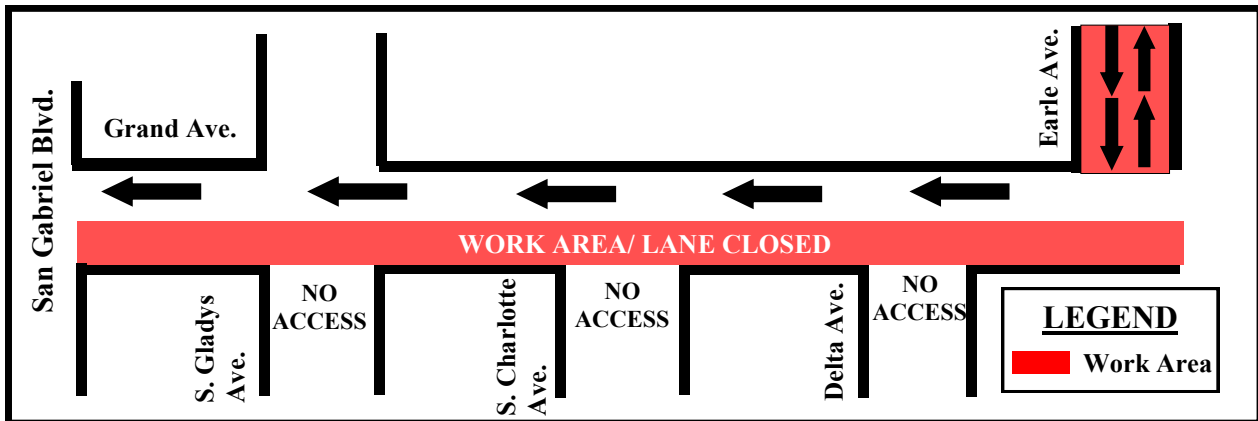 San Gabriel Blvd.
Grand Ave.
Earle Ave.
WORK AREA/ LANE CLOSED
S. Gladys
Ave.
NO
ACCESS
S. Charlotte
Ave.
NO
ACCESS
Delta Ave.
NO
ACCESS
LEGEND
Work Area